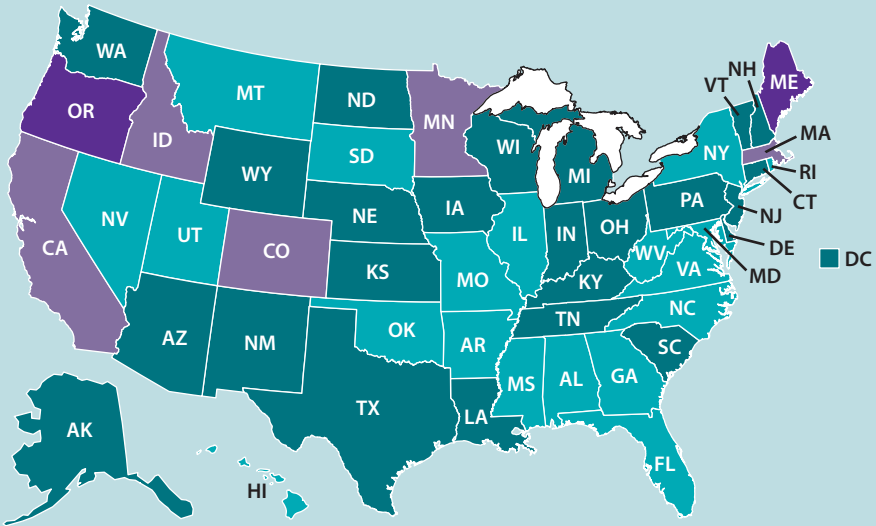 WA
MT
ND
MN
OR
ID
WY
SD
WI
MI
NY
VT
NH
ME
MA
RI
CT
NJ
DE
MD
DC
NV
UT
CO
CA
NE
IA
KS
MO
IL
IN
OH
PA
WV
VA
KY
NC
TN
SC
AZ
NM
OK
AR
TX
LA
MS
AL
GA
FL
AK
HI